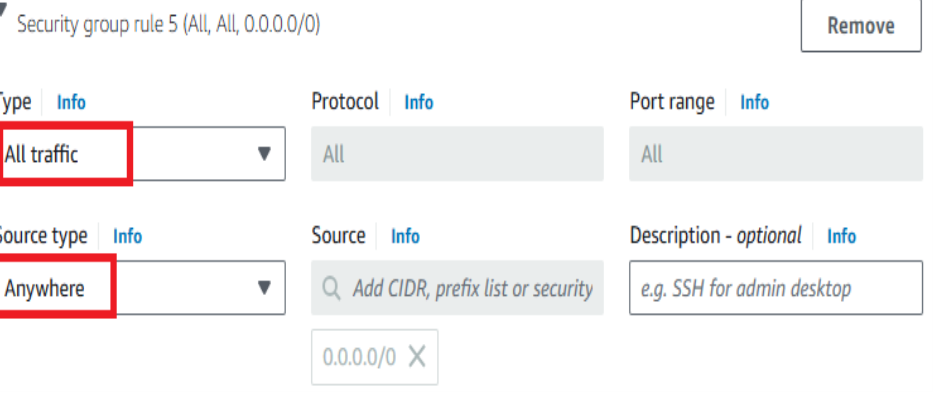 Security group rule 5 (All, All, 0.0.0.0/0)
Remove
Type Info
Protocol Info
Port range Info
All traffic
All
All
Source type Info
Source Info
Description - optional Info
Anywhere
Add CIDR, prefix list or security
e.g. SSH for admin desktop
0.0.0.0/0